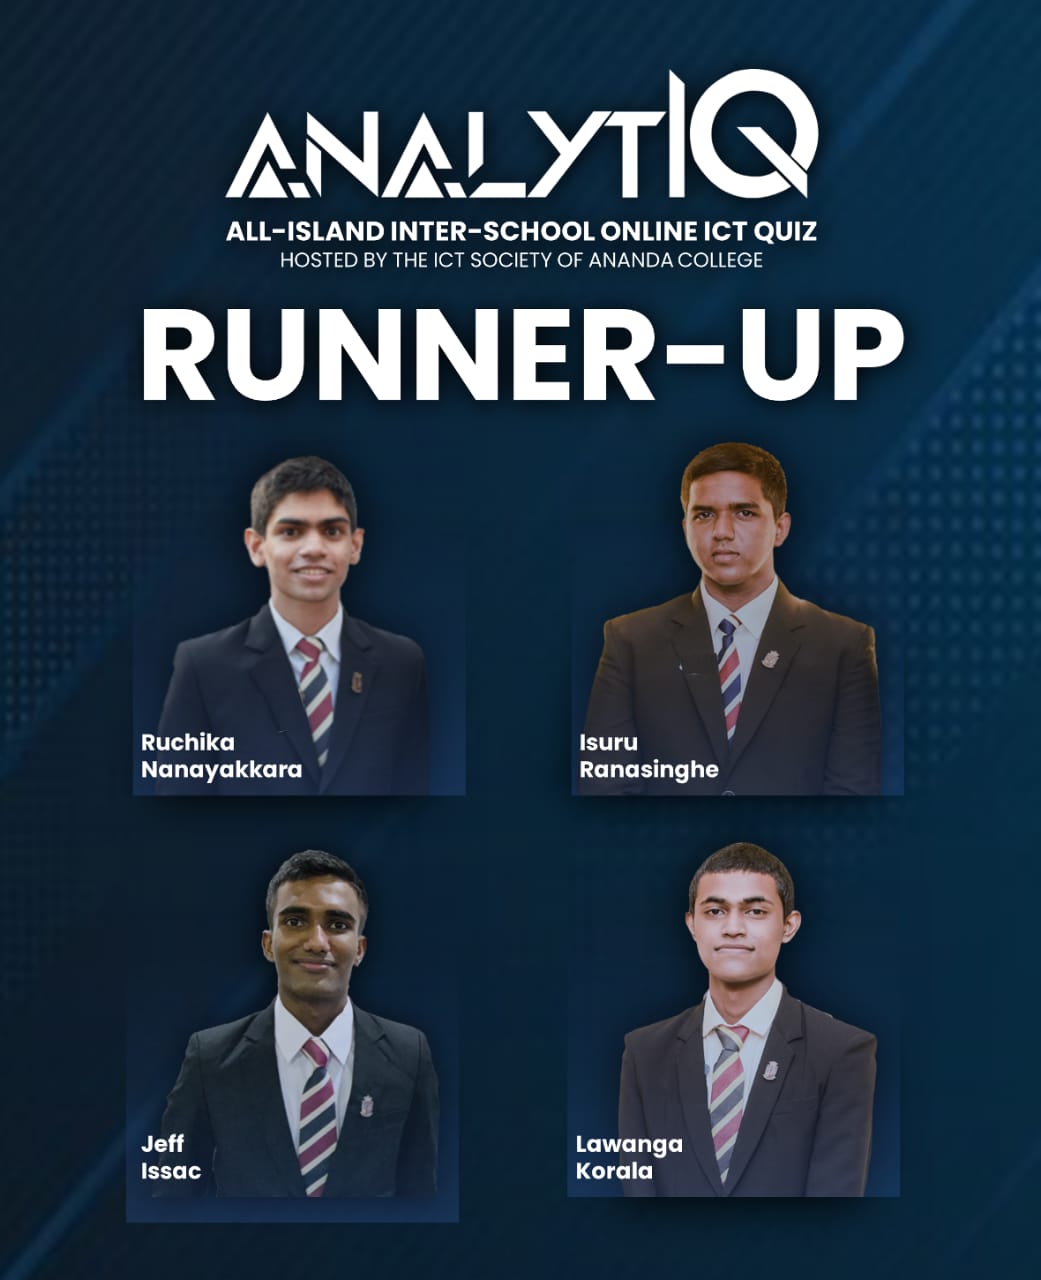 ANALYTIQ
ALL-ISLAND INTER-SCHOOL ONLINE ICT QUIZ
HOSTED BY THE ICT SOCIETY OF ANANDA COLLEGE
RUNNER-UP
Ruchika
Nanayakkara
Isuru
Ranasinghe
Jeff
Issac
Lawanga
Korala